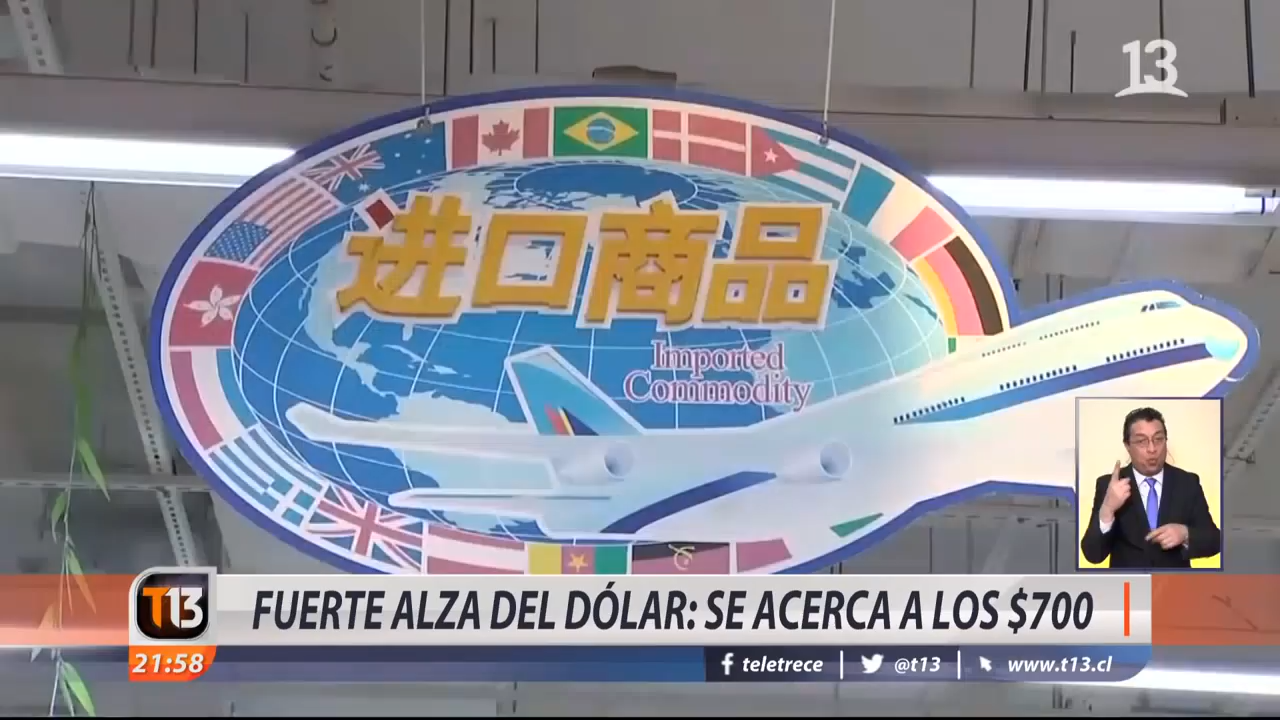 13
进口商品
Imported
Commodity
T13
FUERTE ALZA DEL DÓLAR: SE ACERCA A LOS $700
21:58
teletrece
@t13
www.t13.cl